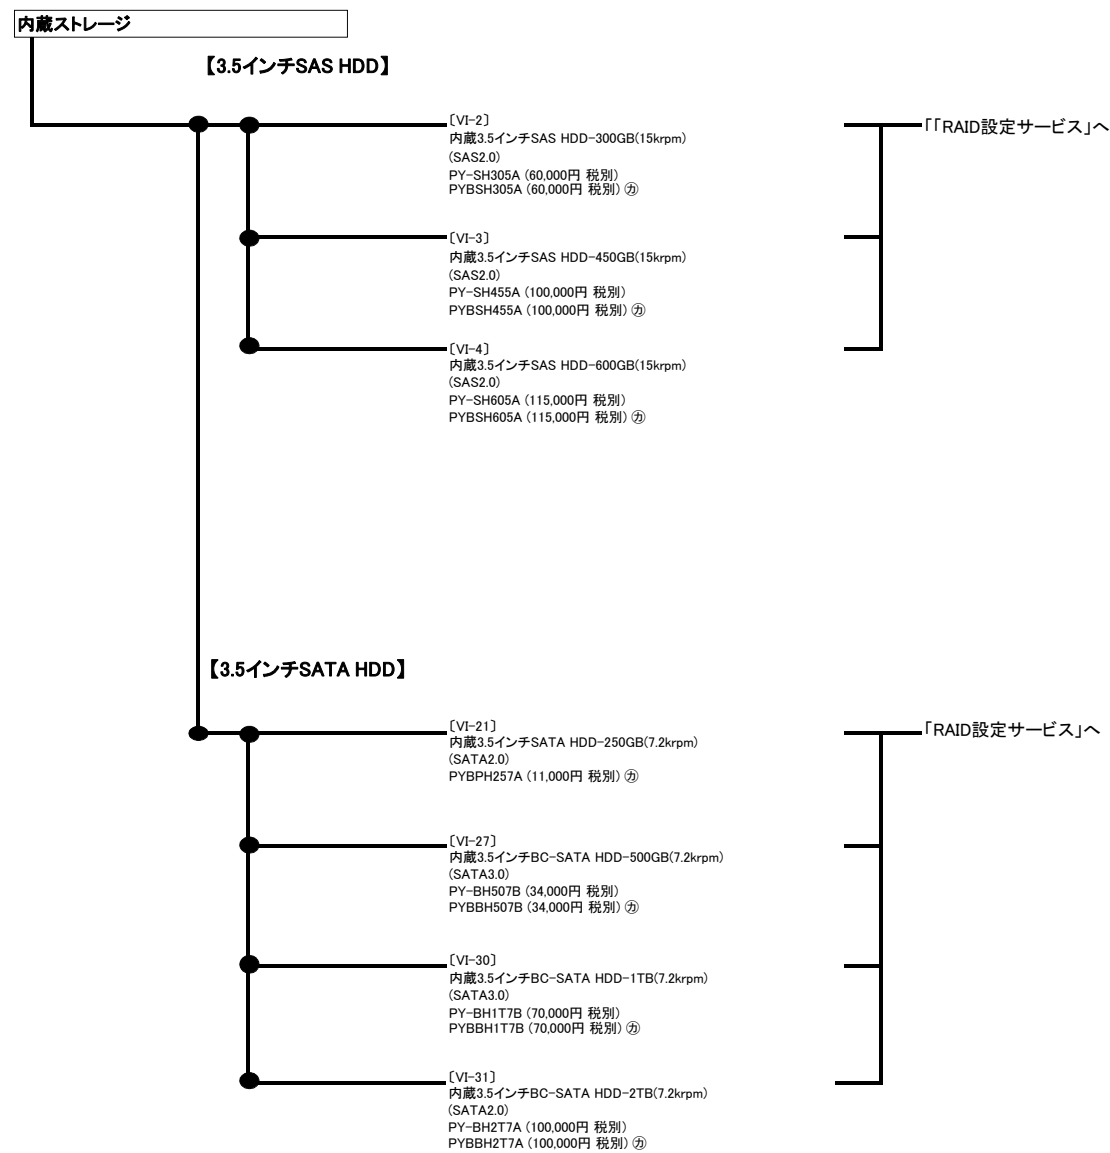 内蔵ストレージ
【3.5インチSAS HDD】
〔VI-2〕
内蔵3.5インチSAS HDD-300GB(15krpm)
(SAS2.0)
PY-SH305A (60,000円 税別)
PYBSH305A (60,000円 税別) ㋕
「「RAID設定サービス」へ
〔VI-3〕
内蔵3.5インチSAS HDD-450GB(15krpm)
(SAS2.0)
PY-SH455A (100,000円 税別)
PYBSH455A (100,000円 税別) ㋕
〔VI-4〕
内蔵3.5インチSAS HDD-600GB(15krpm)
(SAS2.0)
PY-SH605A (115,000円 税別)
PYBSH605A (115,000円 税別) ㋕
【3.5インチSATA HDD】
〔VI-21〕
内蔵3.5インチSATA HDD-250GB(7.2krpm)
(SATA2.0)
PYBPH257A (11,000円 税別) ㋕
「RAID設定サービス」へ
〔VI-27〕
内蔵3.5インチBC-SATA HDD-500GB(7.2krpm)
(SATA3.0)
PY-BH507B (34,000円 税別)
PYBBH507B (34,000円 税別) ㋕
〔VI-30〕
内蔵3.5インチBC-SATA HDD-1TB(7.2krpm)
(SATA3.0)
PY-BH1T7B (70,000円 税別)
PYBBH1T7B (70,000円 税別) ㋕
〔VI-31〕
内蔵3.5インチBC-SATA HDD-2TB(7.2krpm)
(SATA2.0)
PY-BH2T7A (100,000円 税別)
PYBBH2T7A (100,000円 税別) ㋕